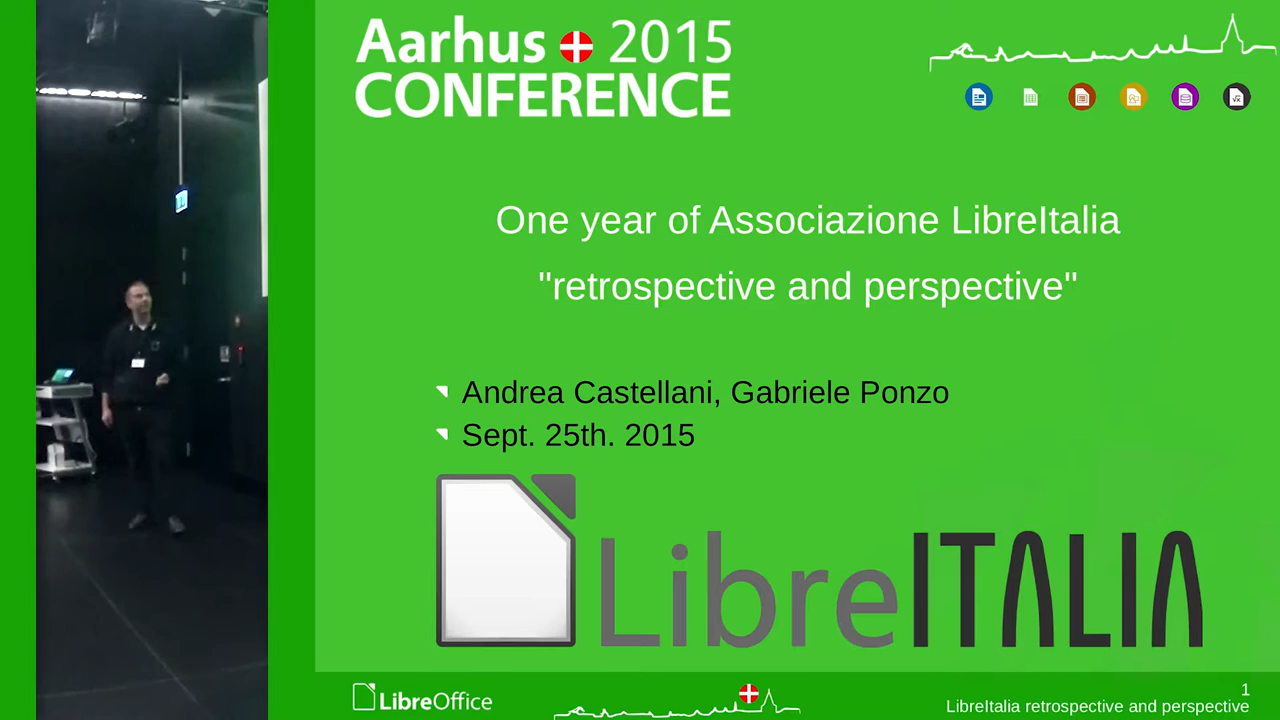 Aarhus 2015
CONFERENCE
One year of Associazione LibreItalia
"retrospective and perspective"
Andrea Castellani, Gabriele Ponzo
Sept. 25th. 2015
LibreITALIA
LibreOffice
1
LibreItalia retrospective and perspective